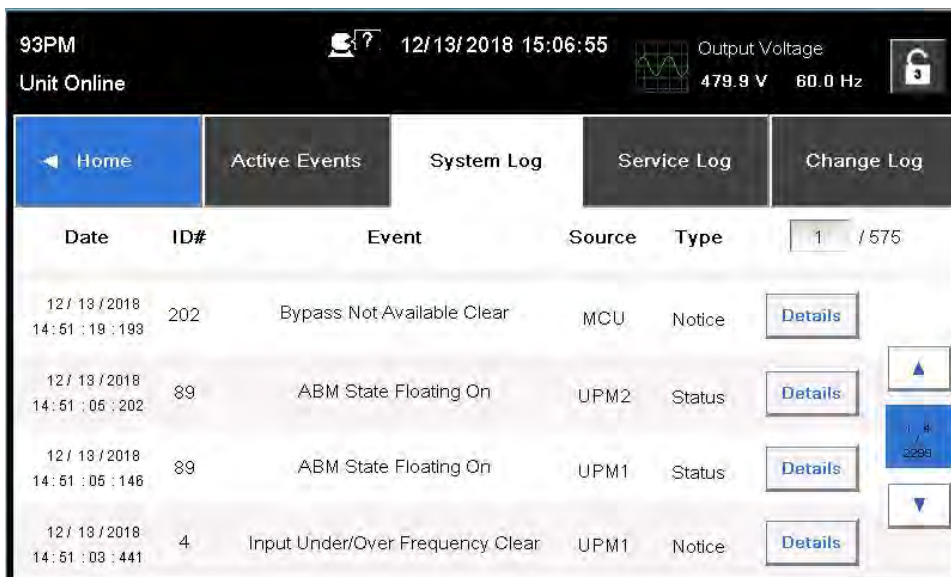 93PM
?
12/13/2018 15:06:55
Output Voltage
Unit Online
479.9 V 60.0 Hz
3
Home
Active Events
System Log
Service Log
Change Log
Date ID# Event Source Type 1 / 575
12/13/2018
14:51:19:193
202 Bypass Not Available Clear MCU Notice Details
12/13/2018
14:51:05:202
89 ABM State Floating On UPM2 Status Details
12/13/2018
14:51:05:146
89 ABM State Floating On UPM1 Status Details
12/13/2018
14:51:03:441
4 Input Under/Over Frequency Clear UPM1 Notice Details
/